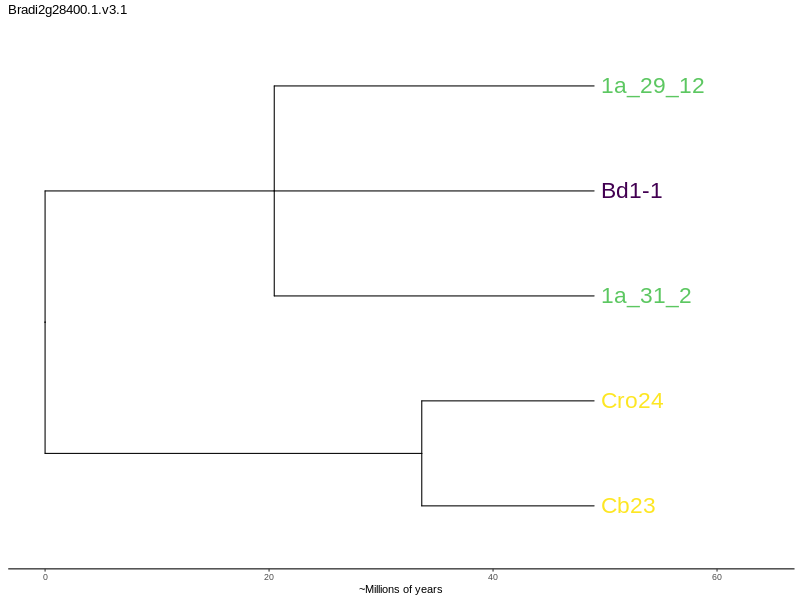 Bradi2g28400.1.v3.1
1a_29_12
Bd1-1
1a_31_2
Cro24
Cb23
0 20 40 60
~Millions of years